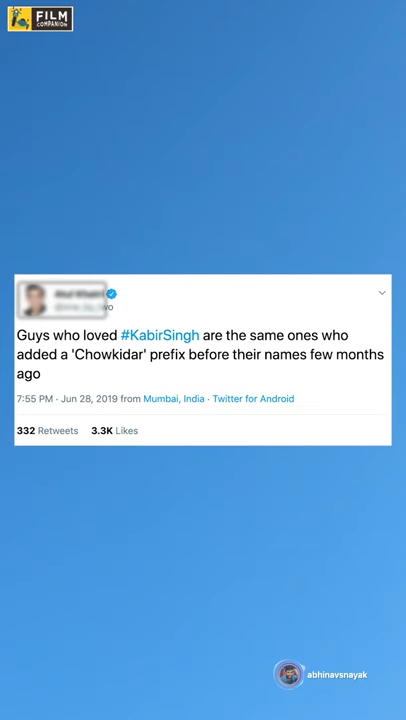 FILM
COMPANION
Guys who loved #KabirSingh are the same ones who
added a 'Chowkidar' prefix before their names few months
ago
7:55 PM · Jun 28, 2019 from Mumbai, India · Twitter for Android
332 Retweets 3.3K Likes
abhinavsnayak